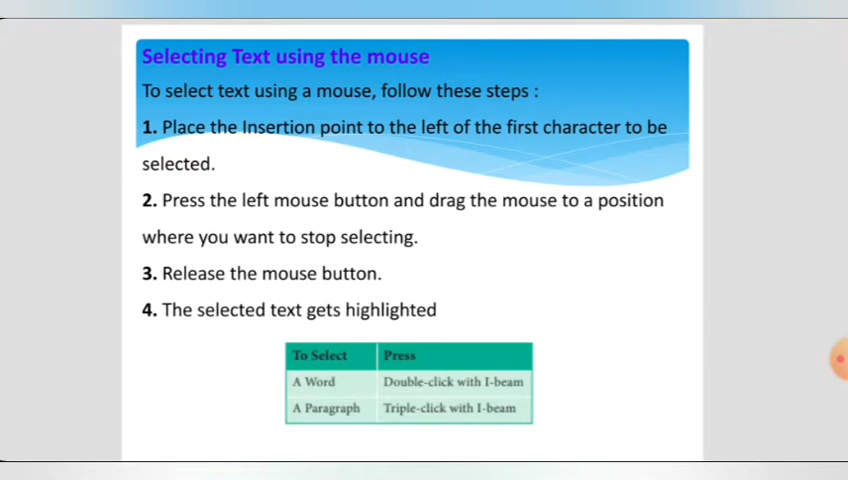 Selecting Text using the mouse
To select text using a mouse, follow these steps :
1. Place the Insertion point to the left of the first character to be
selected.
2. Press the left mouse button and drag the mouse to a position
where you want to stop selecting.
3. Release the mouse button.
4. The selected text gets highlighted
To Select Press
A Word Double-click with I-beam
A Paragraph Triple-click with I-beam